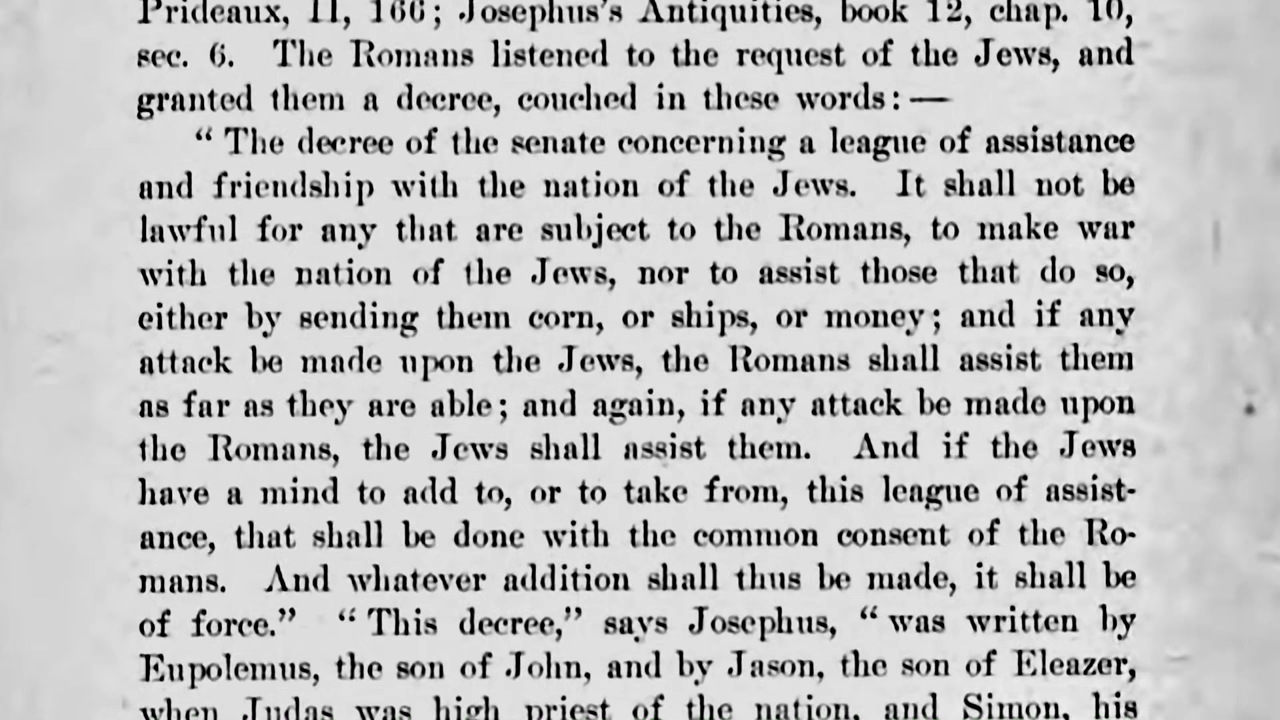 Prideaux, II, 166; Josephus's Antiquities, book 12, chap. 10,
sec. 6. The Romans listened to the request of the Jews, and
granted them a decree, couched in these words: —
“ The decree of the senate concerning a league of assistance
and friendship with the nation of the Jews. It shall not be
lawful for any that are subject to the Romans, to make war
with the nation of the Jews, nor to assist those that do so,
either by sending them corn, or ships, or money; and if any
attack be made upon the Jews, the Romans shall assist them
as far as they are able; and again, if any attack be made upon
the Romans, the Jews shall assist them. And if the Jews
have a mind to add to, or to take from, this league of assist-
ance, that shall be done with the common consent of the Ro-
mans. And whatever addition shall thus be made, it shall be
of force.” “ This decree,” says Josephus, “ was written by
Eupolemus, the son of John, and by Jason, the son of Eleazer,
when Judas was high priest of the nation, and Simon, his